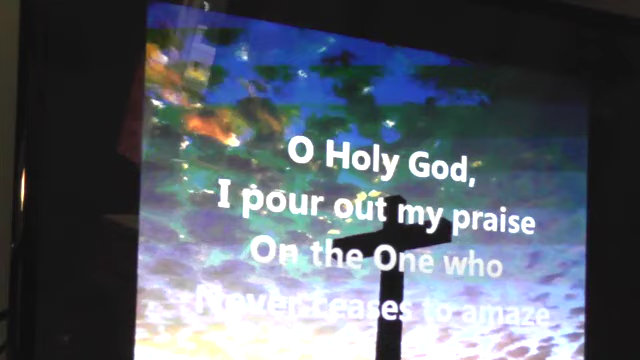 O Holy God,
I pour out my praise
On the One who
Never ceases to amaze